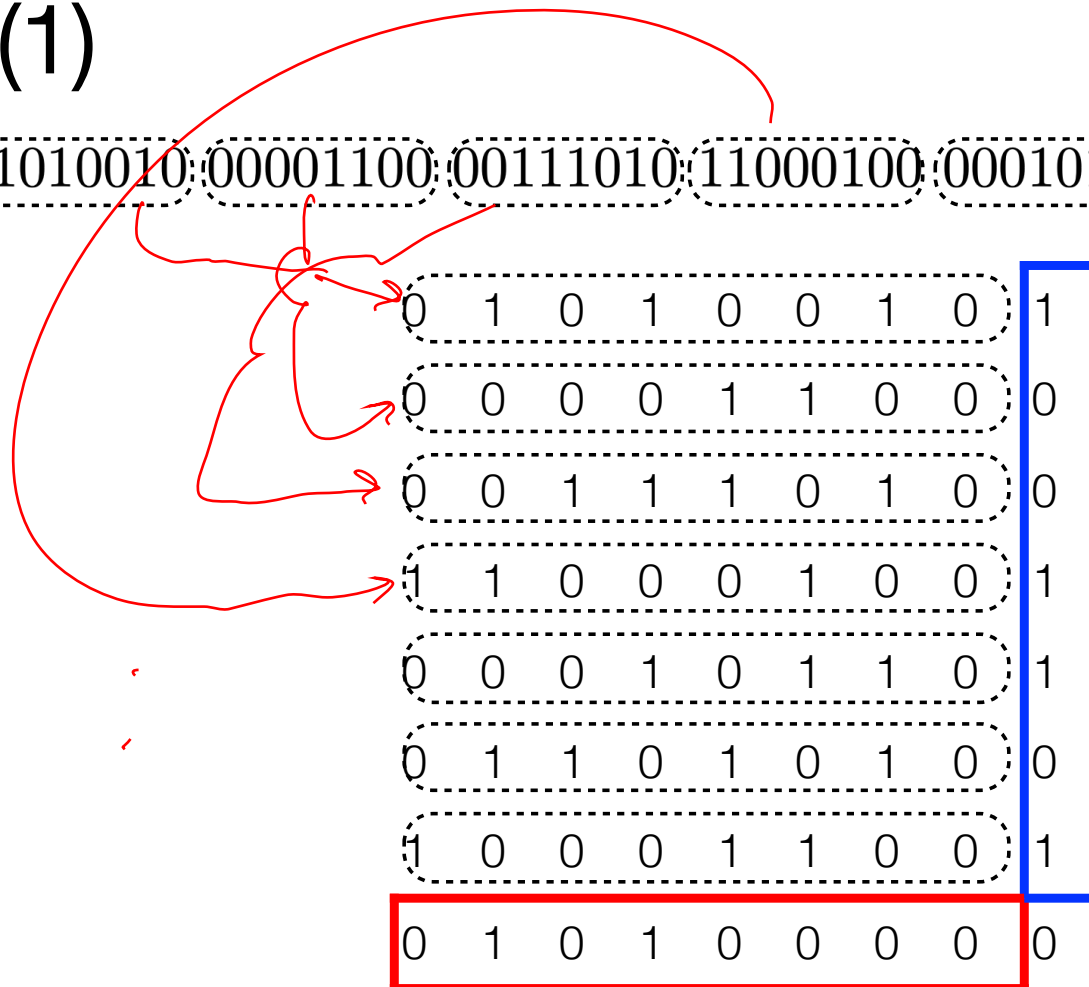 (1)
1010010 00001100 00111010 11000100 00010
0 1 0 1 0 0 1 0 1
0 0 0 0 1 1 0 0 0
0 0 1 1 1 0 1 0 0
1 1 0 0 0 1 0 0 1
0 0 0 1 0 1 1 0 1
0 1 1 0 1 0 1 0 0
1 0 0 0 1 1 0 0 1
0 1 0 1 0 0 0 0 0